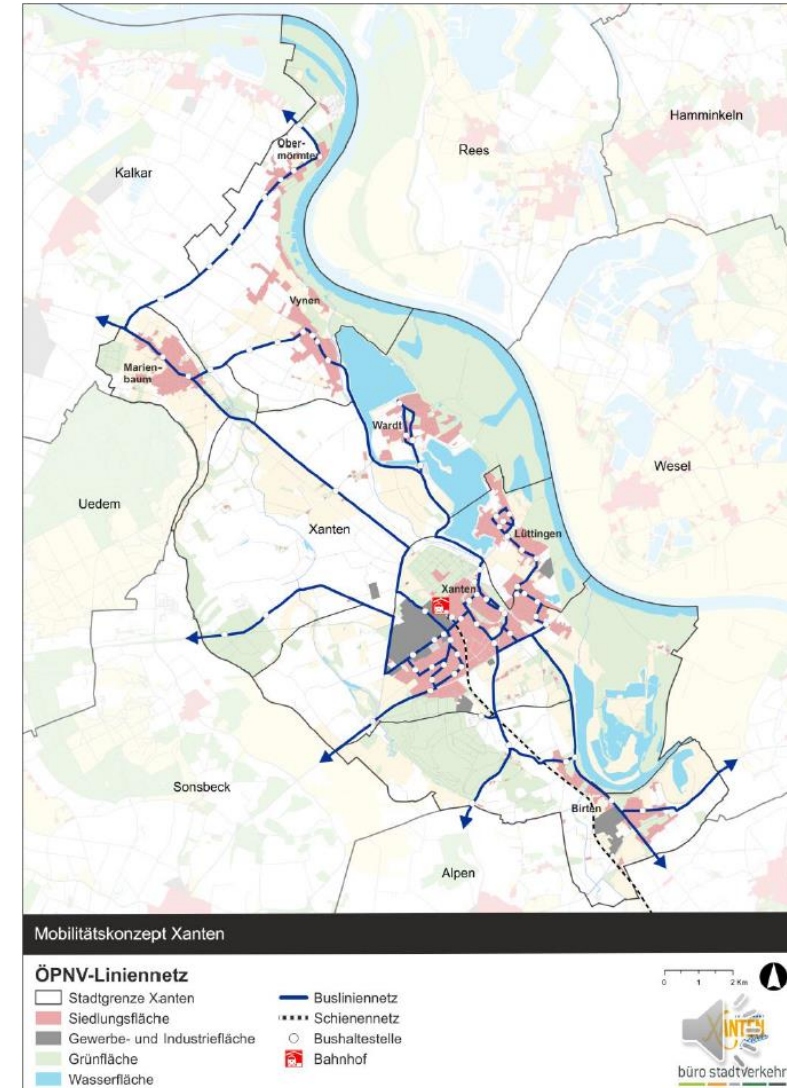 Hamminkeln
Ober-
mörmter
Rees
Kalkar
Vynen
Marien-
baum
Wardt
Wesel
Uedem
Lüttingen
Xanten
Xanten
Sonsbeck
Birten
Alpen
Mobilitätskonzept Xanten
ÖPNV-Liniennetz
Stadtgrenze Xanten
Siedlungsfläche
Gewerbe- und Industriefläche
Grünfläche
Wasserfläche
Busliniennetz
Schienennetz
Bushaltestelle
Bahnhof
0 1 2 Km
XANTEN
büro stadtverkehr